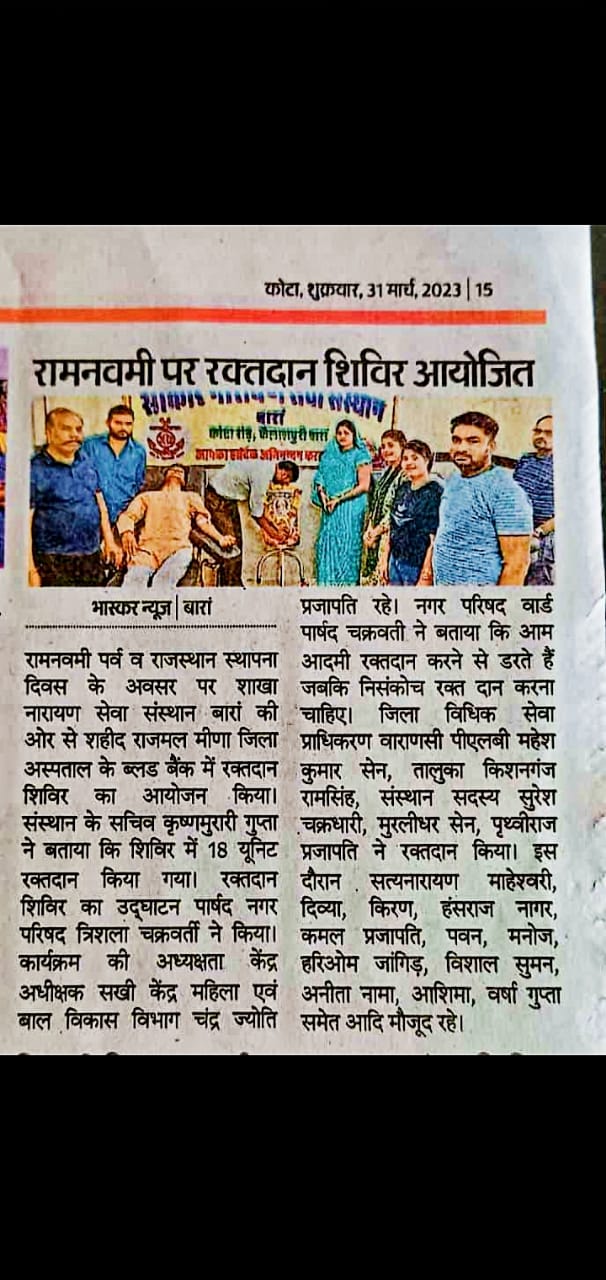 कोटा, शुक्रवार, 31 मार्च, 2023 | 15
रामनवमी पर रक्तदान शिविर आयोजित
संस्थान
बारां
कोटा रोड, कैलाशपुरी बारां
आपका हार्दिक अभिनन्दन
भास्कर न्यूज | बारां
रामनवमी पर्व व राजस्थान स्थापना
दिवस के अवसर पर शाखा
नारायण सेवा संस्थान बारां की
ओर से शहीद राजमल मीणा जिला
अस्पताल के ब्लड बैंक में रक्तदान
शिविर का आयोजन किया।
संस्थान के सचिव कृष्णमुरारी गुप्ता
ने बताया कि शिविर में 18 यूनिट
रक्तदान किया गया। रक्तदान
शिविर का उद्घाटन पार्षद नगर
परिषद त्रिशला चक्रवर्ती ने किया।
कार्यक्रम की अध्यक्षता केंद्र
अधीक्षक सखी केंद्र महिला एवं
बाल विकास विभाग चंद्र ज्योति
प्रजापति रहे। नगर परिषद वार्ड
पार्षद चक्रवती ने बताया कि आम
आदमी रक्तदान करने से डरते हैं
जबकि निसंकोच रक्त दान करना
चाहिए। जिला विधिक सेवा
प्राधिकरण वाराणसी पीएलबी महेश
कुमार सेन, तालुका किशनगंज
रामसिंह, संस्थान सदस्य सुरेश
चक्रधारी, मुरलीधर सेन, पृथ्वीराज
प्रजापति ने रक्तदान किया। इस
दौरान सत्यनारायण माहेश्वरी,
दिव्या, किरण, हंसराज नागर,
कमल प्रजापति, पवन, मनोज,
हरिओम जांगिड़, विशाल सुमन,
अनीता नामा, आशिमा, वर्षा गुप्ता
समेत आदि मौजूद रहे।